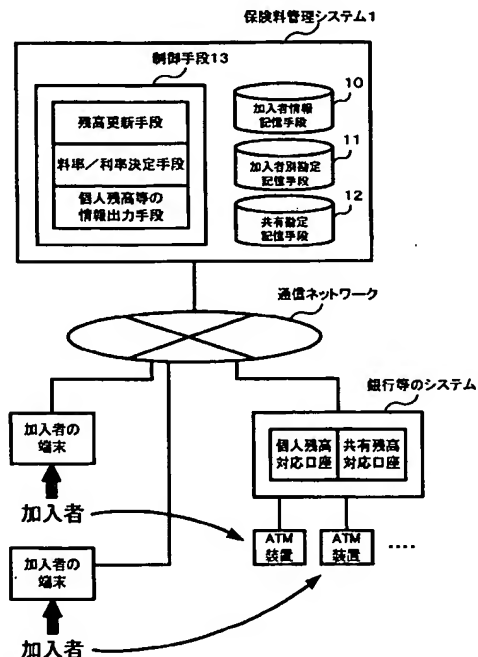 保険料管理システム1
制御手段13
残高更新手段
料率／利率決定手段
個人残高等の
情報出力手段
10
加入者情報
記憶手段
11
加入者別勘定
記憶手段
12
共有勘定
記憶手段
通信ネットワーク
銀行等のシステム
個人残高
対応口座
共有残高
対応口座
加入者の
端末
加入者
ATM
装置
ATM
装置
‥‥
加入者の
端末
加入者